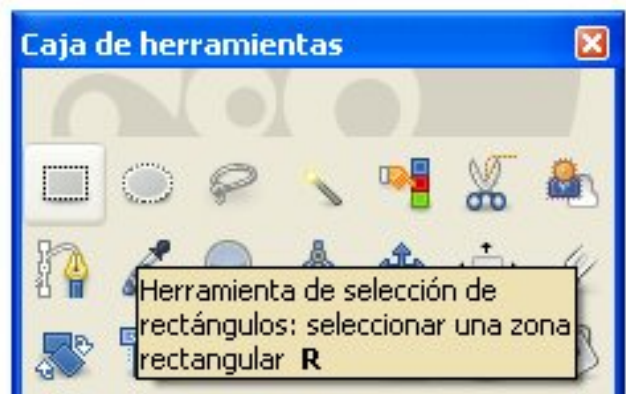 Caja de herramientas
Herramienta de selección de
rectángulos: seleccionar una zona
rectangular R